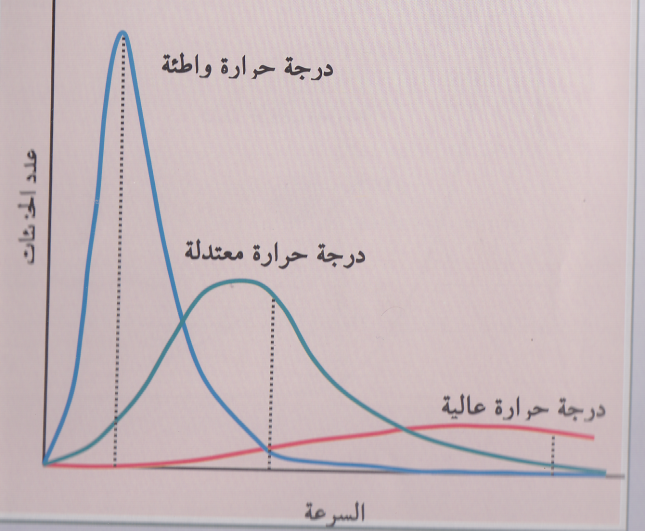 درجة حرارة واطئة
عدد الجزيئات
درجة حرارة معتدلة
درجة حرارة عالية
السرعة